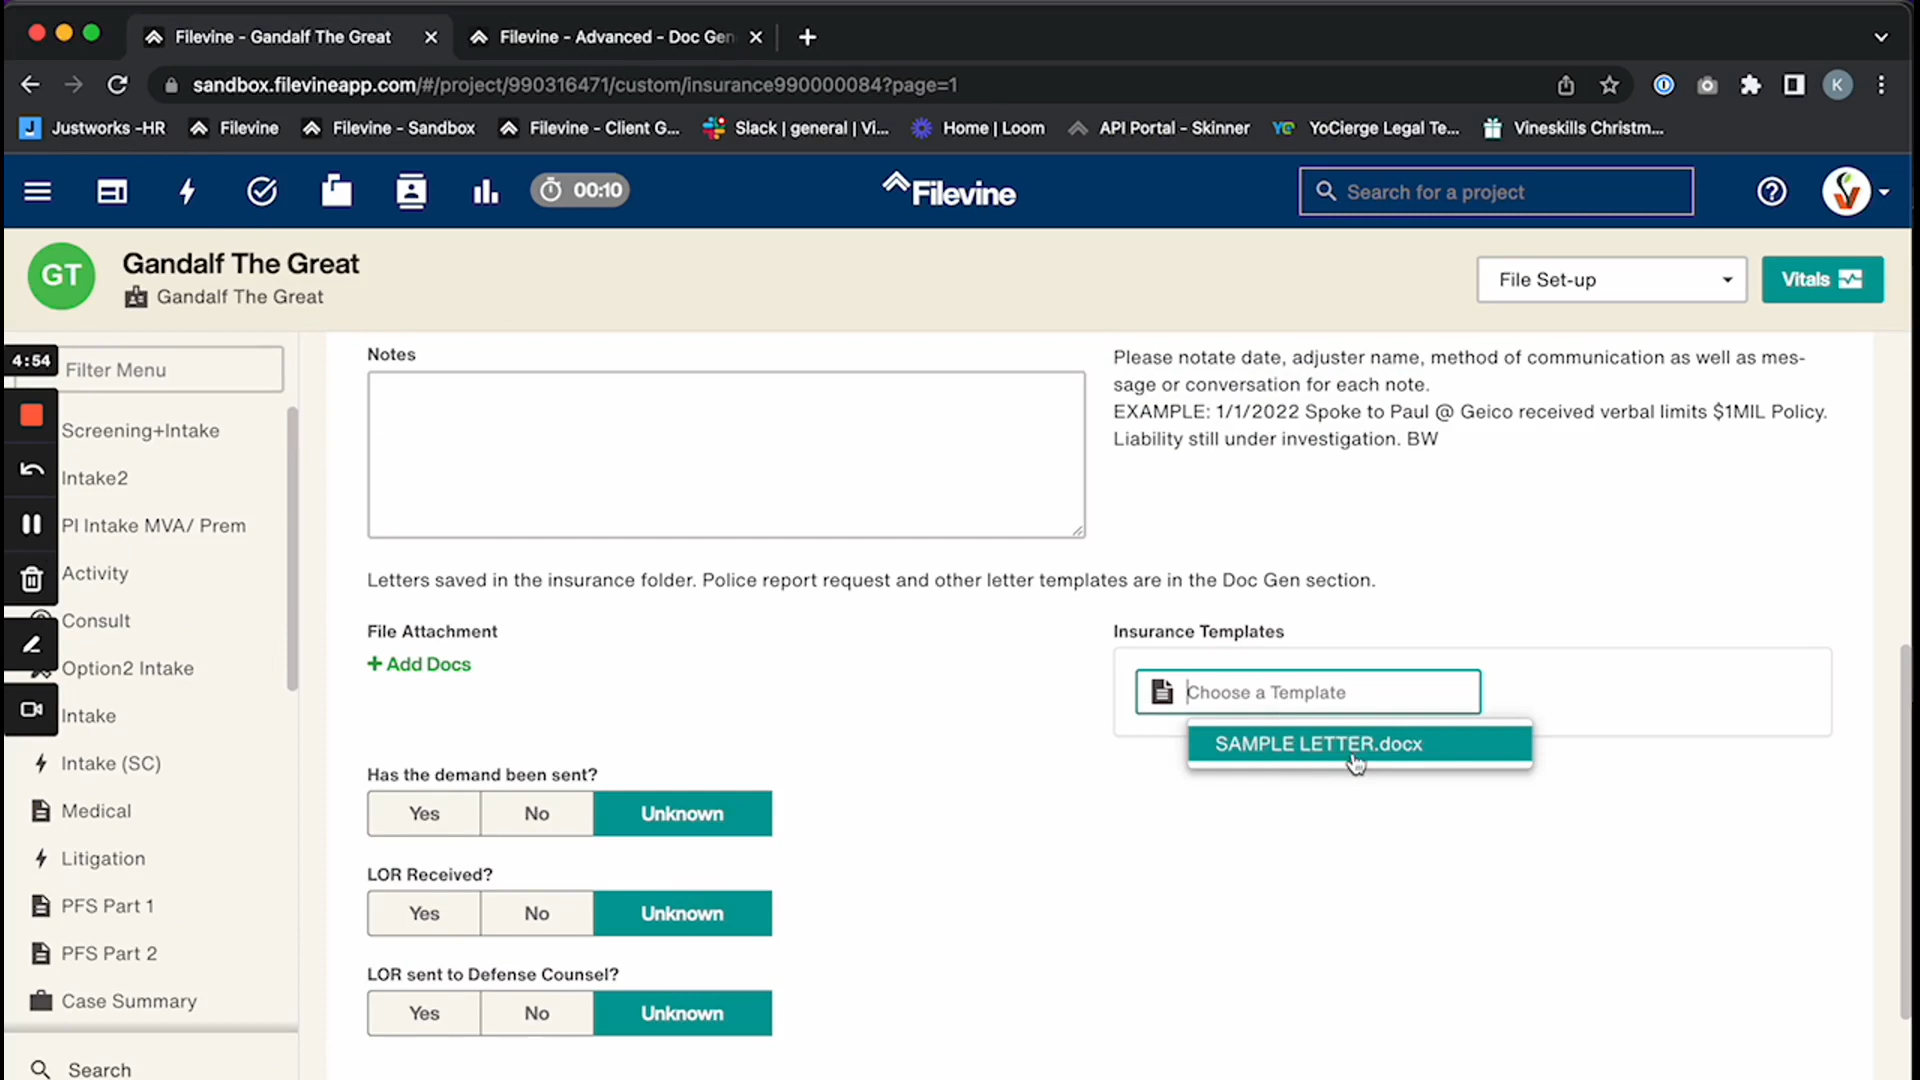 Filevine - Gandalf The Great
Filevine - Advanced - Doc Gen
sandbox.filevineapp.com/#/project/990316471/custom/insurance990000084?page=1
K
Justworks -HR
Filevine
Filevine - Sandbox
Filevine - Client G...
Slack | general | Vi...
Home | Loom
API Portal - Skinner
YoCierge Legal Te...
Vineskills Christm...
00:10
Filevine
Search for a project
GT
Gandalf The Great
Gandalf The Great
File Set-up
Vitals
4:54
Filter Menu
Screening+Intake
Intake2
PI Intake MVA/ Prem
Activity
Consult
Option2 Intake
Intake
Intake (SC)
Medical
Litigation
PFS Part 1
PFS Part 2
Case Summary
Search
Notes
Please notate date, adjuster name, method of communication as well as mes-
sage or conversation for each note.
EXAMPLE: 1/1/2022 Spoke to Paul @ Geico received verbal limits $1MIL Policy.
Liability still under investigation. BW
Letters saved in the insurance folder. Police report request and other letter templates are in the Doc Gen section.
File Attachment
+ Add Docs
Insurance Templates
Choose a Template
SAMPLE LETTER.docx
Has the demand been sent?
Yes No Unknown
LOR Received?
Yes No Unknown
LOR sent to Defense Counsel?
Yes No Unknown